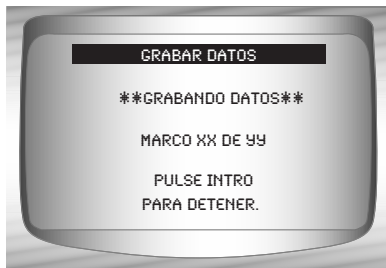 GRABAR DATOS
**GRABANDO DATOS**
MARCO XX DE YY
PULSE INTRO
PARA DETENER.